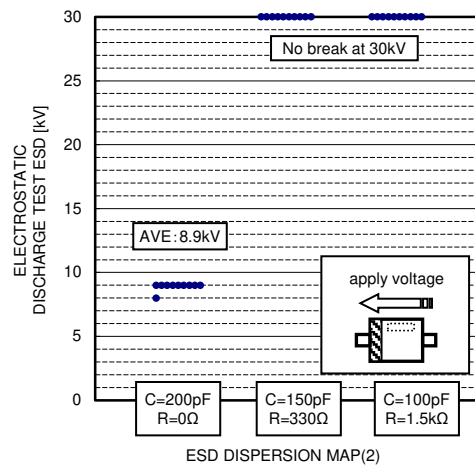 ELECTROSTATIC
DISCHARGE TEST ESD [kV]
30
25
20
15
10
5
0
No break at 30kV
AVE:8.9kV
apply voltage
C=200pF
R=0Ω
C=150pF
R=330Ω
C=100pF
R=1.5kΩ
ESD DISPERSION MAP(2)